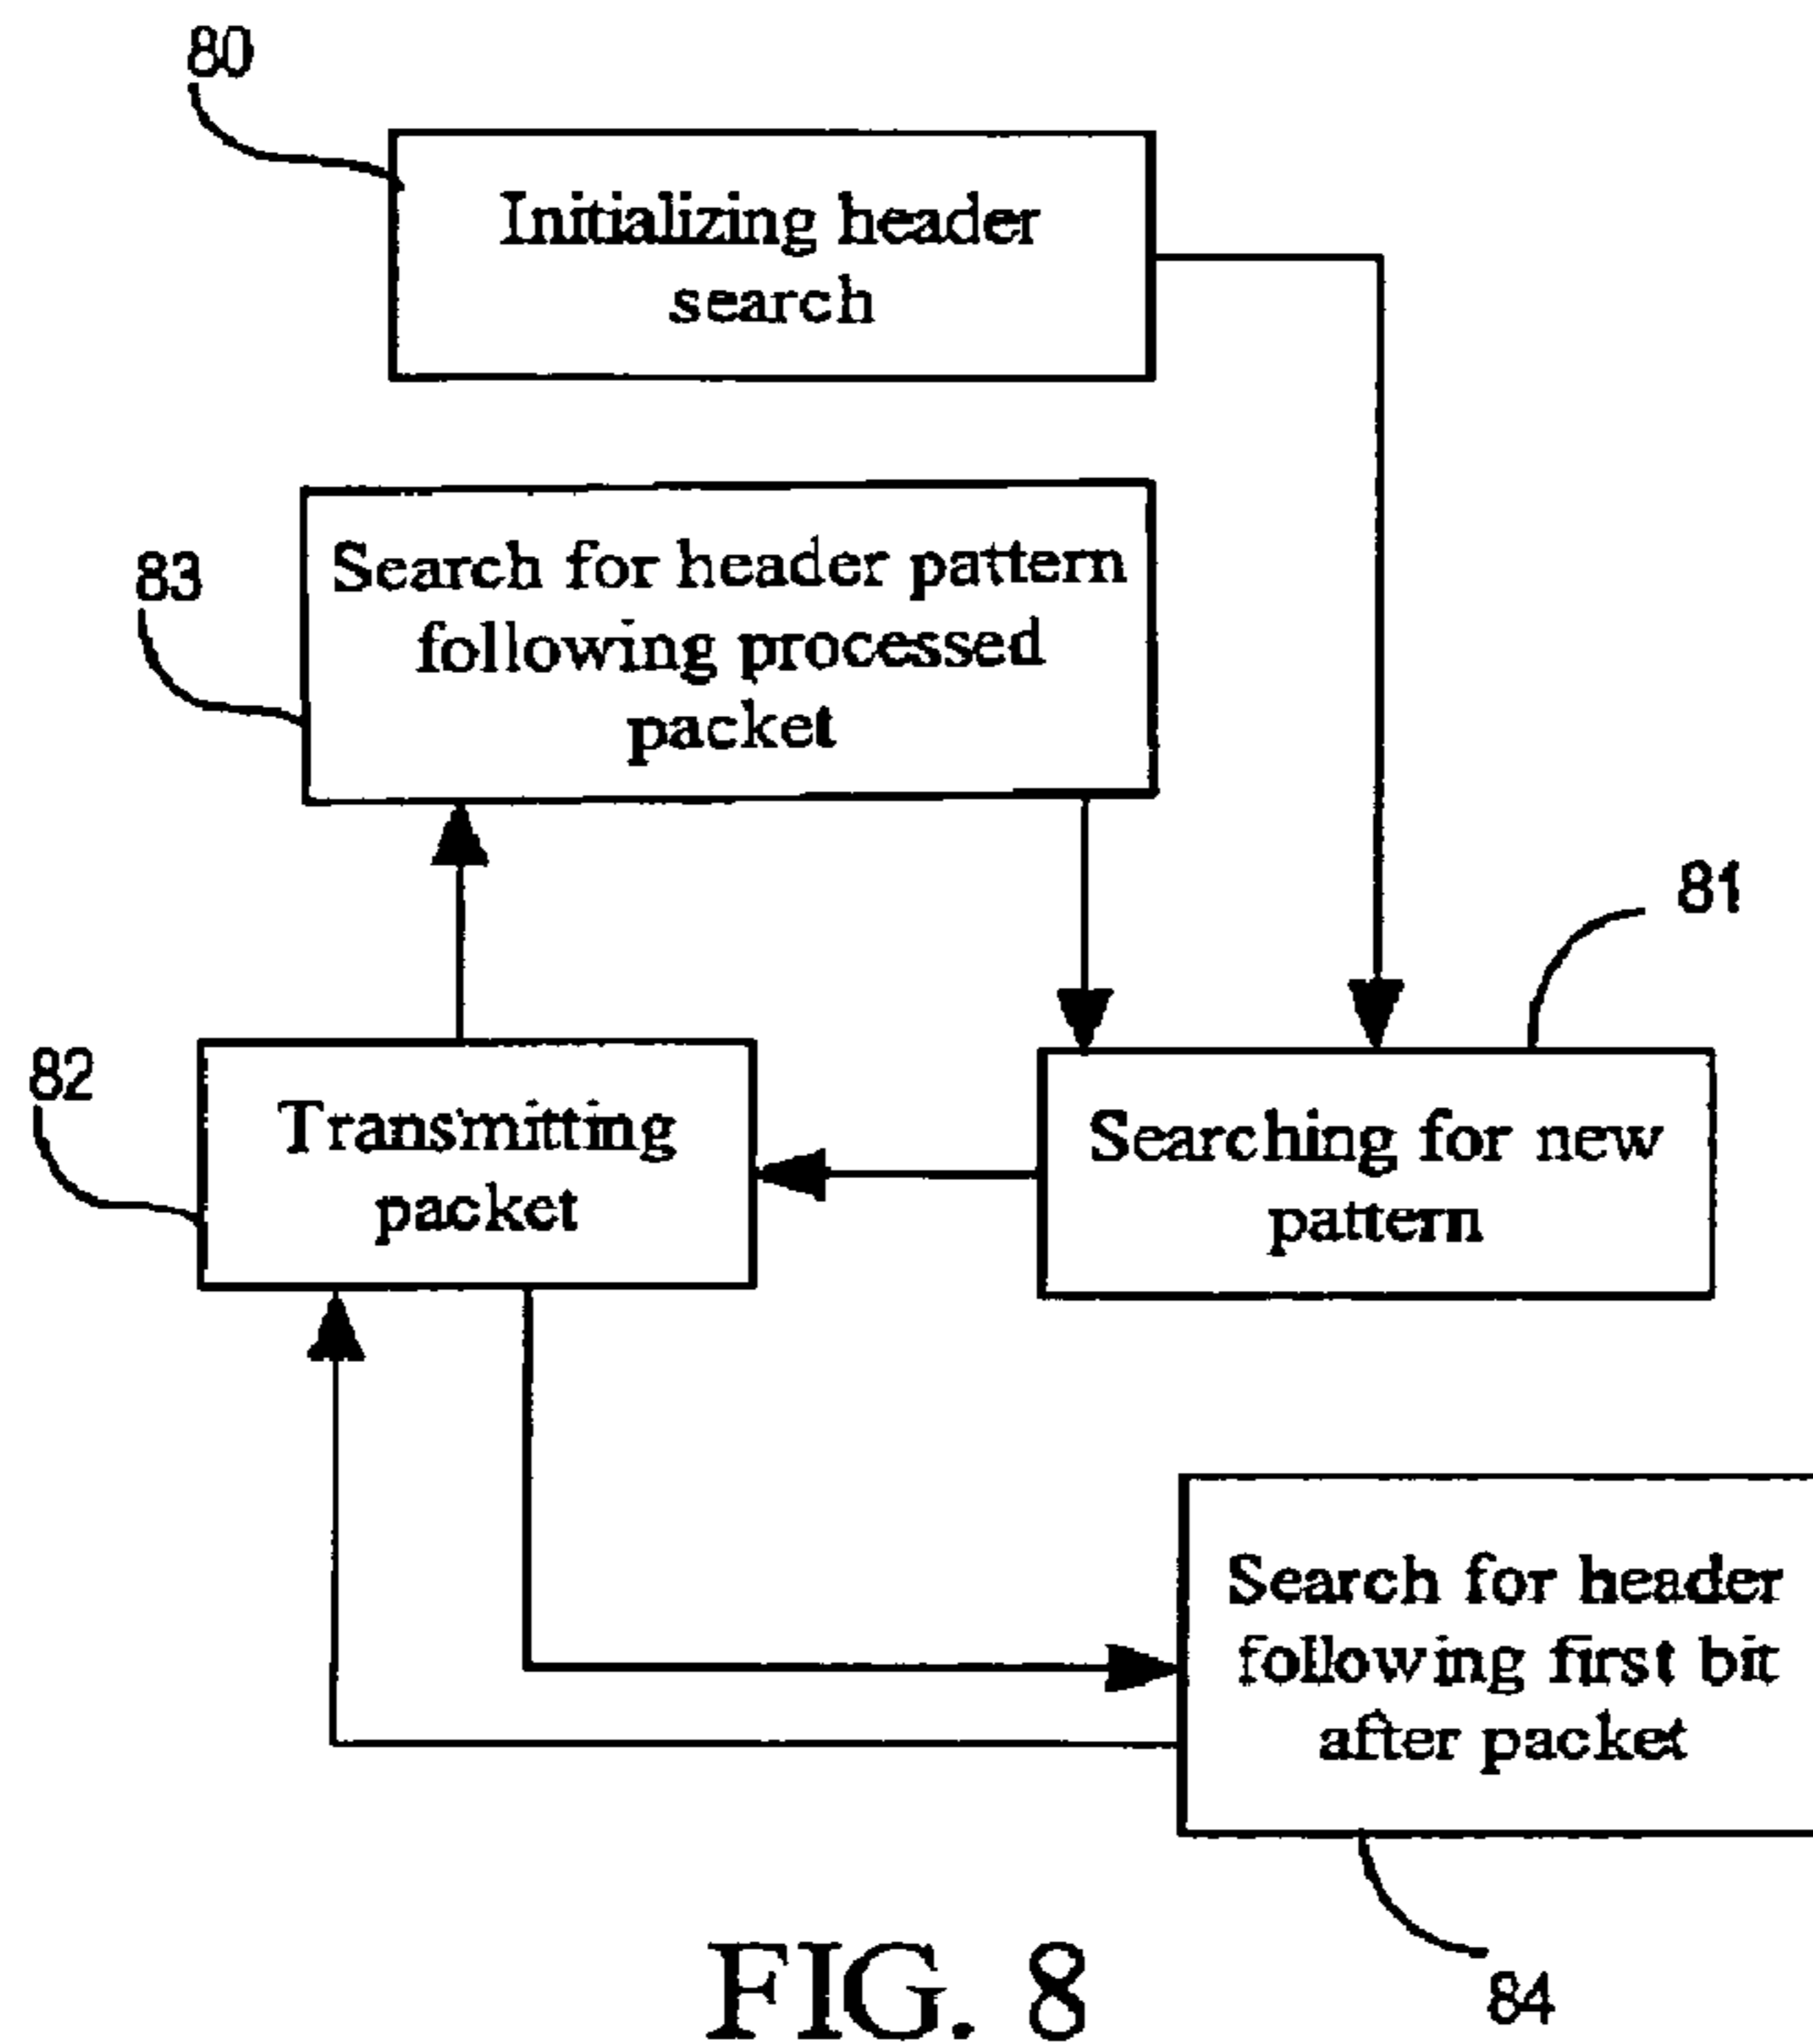 80
Initializing header
search
83
Search for header pattern
following processed
packet
81
82
Transmitting
packet
Searching for new
pattern
Search for header
following first bit
after packet
84
FIG. 8